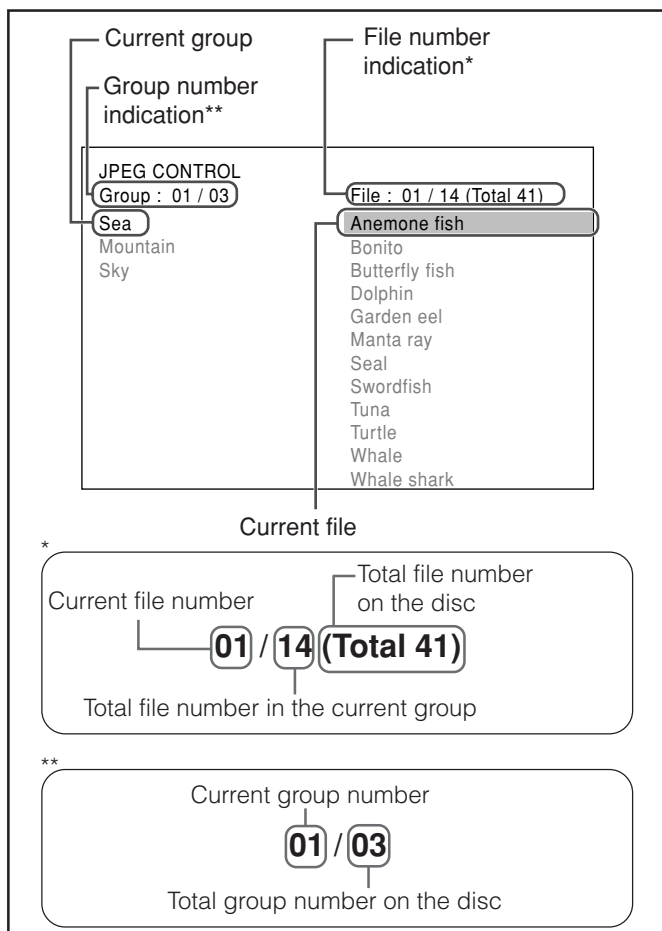 Current group
File number
indication*
Group number
indication**
JPEG CONTROL
Group : 01 / 03
File : 01 / 14 (Total 41)
Sea
Mountain
Sky
Anemone fish
Bonito
Butterfly fish
Dolphin
Garden eel
Manta ray
Seal
Swordfish
Tuna
Turtle
Whale
Whale shark
Current file
*
Total file number
on the disc
Current file number
01 / 14 (Total 41)
Total file number in the current group
**
Current group number
01 / 03
Total group number on the disc